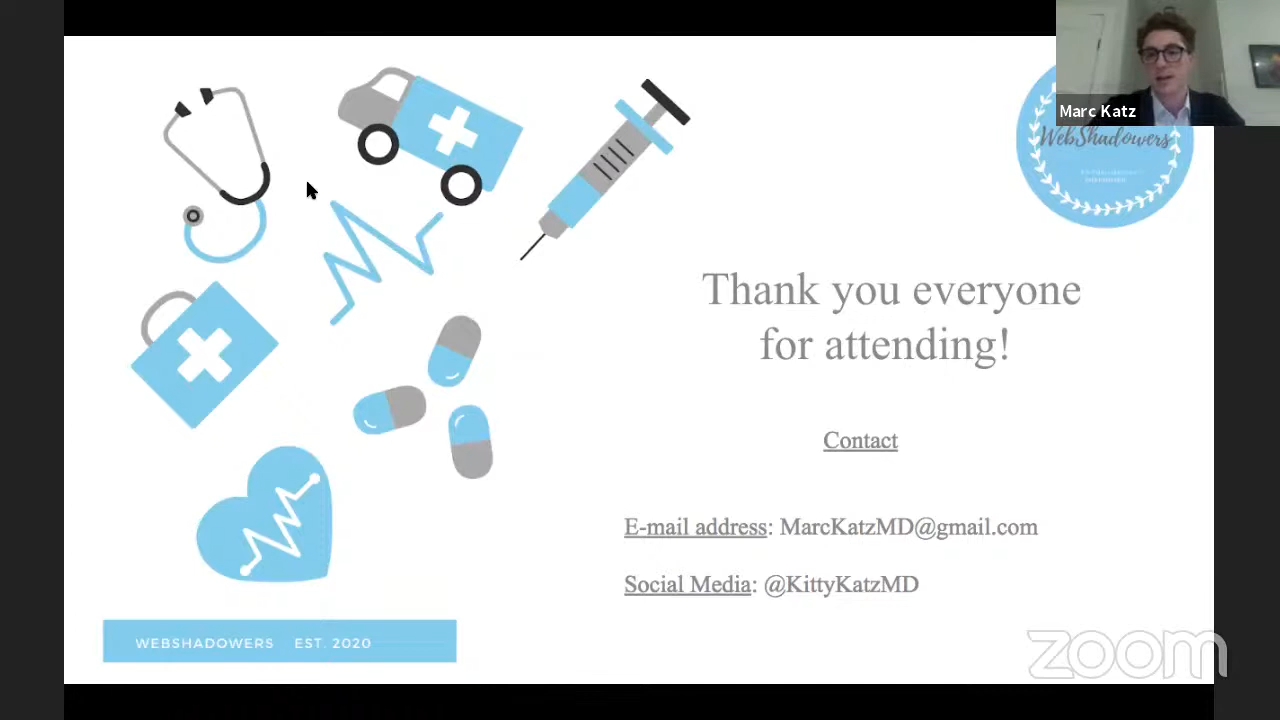 Marc Katz
WebShadowers
Thank you everyone
for attending!
Contact
E-mail address: MarcKatzMD@gmail.com
Social Media: @KittyKatzMD
WEBSHADOWERS EST. 2020
zoom